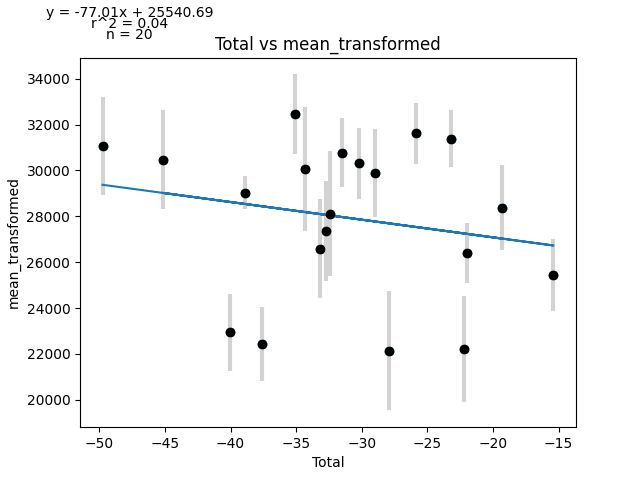 y = -77.01x + 25540.69
r^2 = 0.04
n = 20
Total vs mean_transformed
34000
32000
30000
28000
26000
24000
22000
20000
mean_transformed
−50
−45
−40
−35
−30
−25
−20
−15
Total